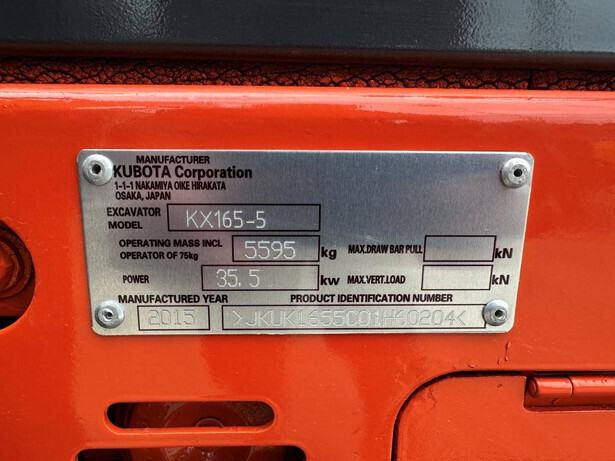 MANUFACTURER
KUBOTA Corporation
1-1-1 NAKAMIYA OIKE HIRAKATA
OSAKA, JAPAN
EXCAVATOR MODEL KX165-5
OPERATING MASS INCL OPERATOR OF 75kg 5595 kg MAX.DRAW BAR PULL kN
POWER 35.5 kw MAX.VERT.LOAD kN
MANUFACTURED YEAR PRODUCT IDENTIFICATION NUMBER
2015 >JKUK1655C01H40204<